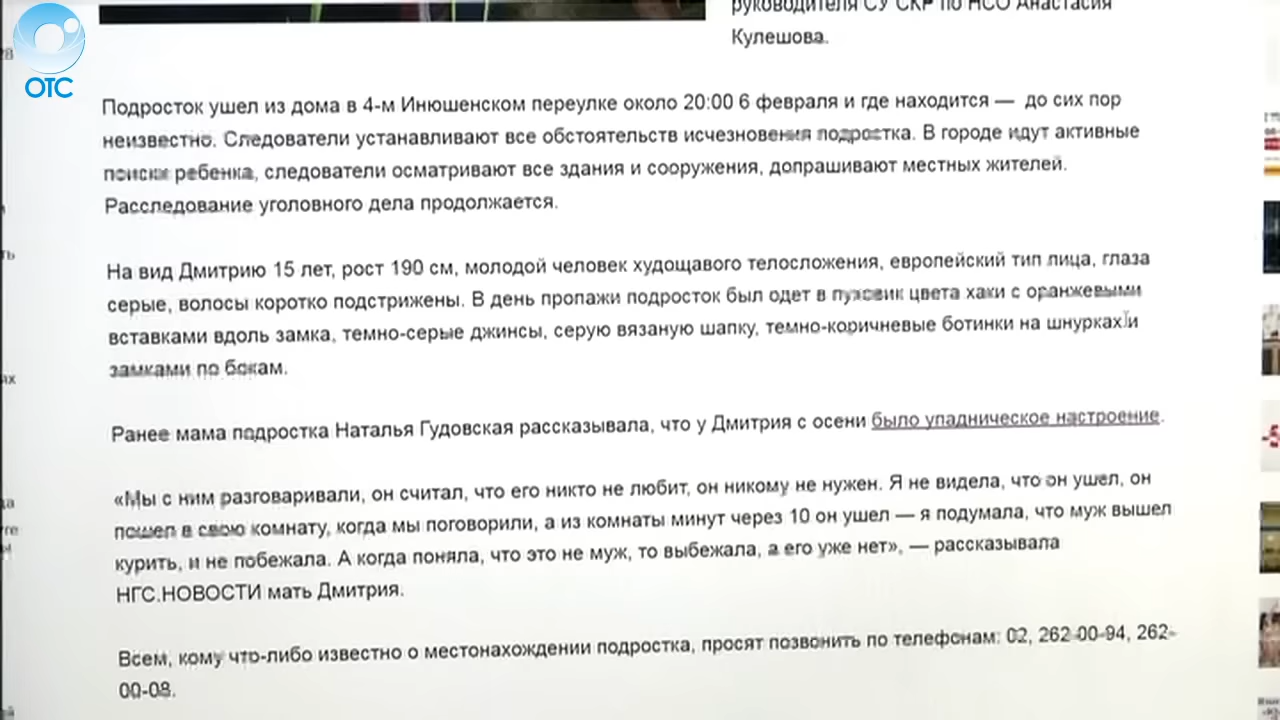 ОТС
руководителя СУ СКР по НСО Анастасия
Кулешова.
Подросток ушел из дома в 4-м Инюшенском переулке около 20:00 6 февраля и где находится — до сих пор
неизвестно. Следователи устанавливают все обстоятельств исчезновения подростка. В городе идут активные
поиски ребенка, следователи осматривают все здания и сооружения, допрашивают местных жителей.
Расследование уголовного дела продолжается.
На вид Дмитрию 15 лет, рост 190 см, молодой человек худощавого телосложения, европейский тип лица, глаза
серые, волосы коротко подстрижены. В день пропажи подросток был одет в пуховик цвета хаки с оранжевыми
вставками вдоль замка, темно-серые джинсы, серую вязаную шапку, темно-коричневые ботинки на шнурках и
замками по бокам.
Ранее мама подростка Наталья Гудовская рассказывала, что у Дмитрия с осени было упадническое настроение.
«Мы с ним разговаривали, он считал, что его никто не любит, он никому не нужен. Я не видела, что он ушел, он
пошел в свою комнату, когда мы поговорили, а из комнаты минут через 10 он ушел — я подумала, что муж вышел
курить, и не побежала. А когда поняла, что это не муж, то выбежала, а его уже нет», — рассказывала
НГС.НОВОСТИ мать Дмитрия.
Всем, кому что-либо известно о местонахождении подростка, просят позвонить по телефонам: 02, 262-00-94, 262-
00-08.